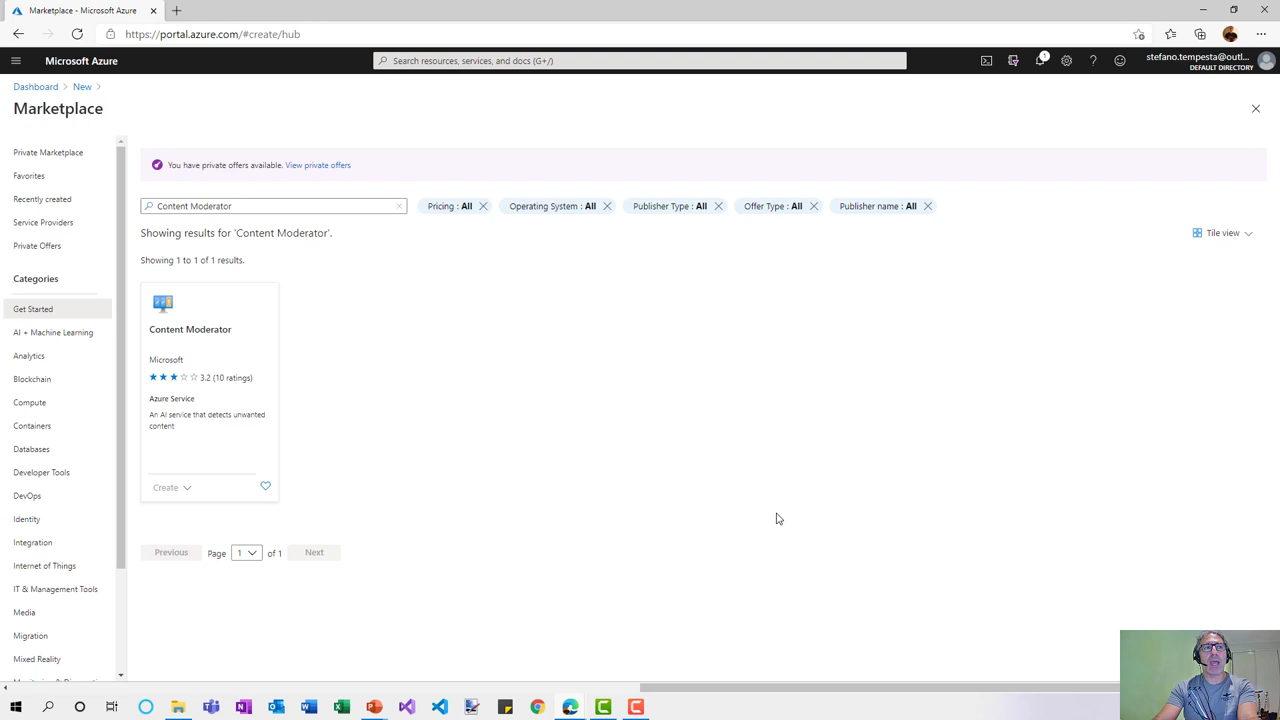 Marketplace - Microsoft Azure
https://portal.azure.com/#create/hub
Microsoft Azure
Search resources, services, and docs (G+/)
1
stefano.tempesta@outl...
DEFAULT DIRECTORY
Dashboard > New >
Marketplace
Private Marketplace
Favorites
Recently created
Service Providers
Private Offers
Categories
Get Started
AI + Machine Learning
Analytics
Blockchain
Compute
Containers
Databases
Developer Tools
DevOps
Identity
Integration
Internet of Things
IT & Management Tools
Media
Migration
Mixed Reality
You have private offers available. View private offers
Content Moderator
Pricing : All
Operating System : All
Publisher Type : All
Offer Type : All
Publisher name : All
Showing results for 'Content Moderator'.
Tile view
Showing 1 to 1 of 1 results.
Content Moderator
Microsoft
3.2 (10 ratings)
Azure Service
An AI service that detects unwanted
content
Create
Previous
Page 1 of 1
Next